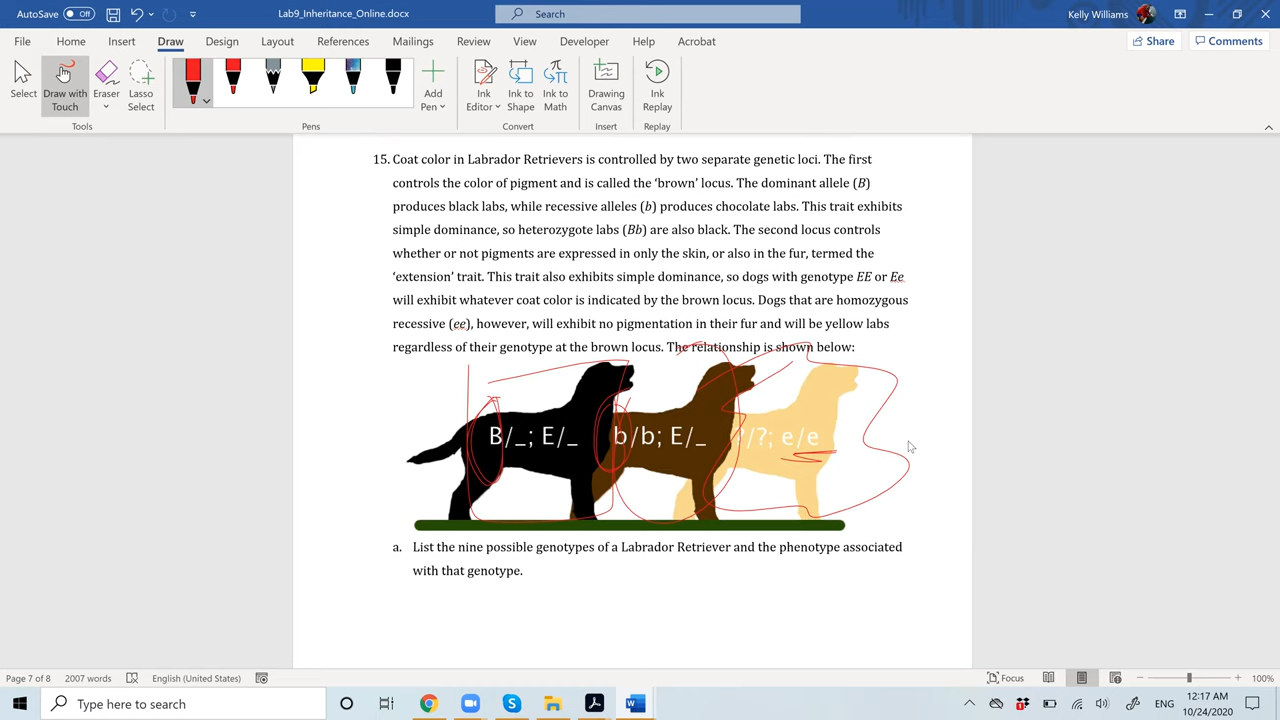 AutoSave Off
Lab9_Inheritance_Online.docx
Search
Kelly Williams
File Home Insert Draw Design Layout References Mailings Review View Developer Help Acrobat
Share Comments
Select
Draw with Touch
Eraser
Lasso Select
Add Pen
Ink Editor
Ink to Shape
Ink to Math
Drawing Canvas
Ink Replay
Tools Pens Convert Insert Replay
15. Coat color in Labrador Retrievers is controlled by two separate genetic loci. The first
controls the color of pigment and is called the ‘brown’ locus. The dominant allele (B)
produces black labs, while recessive alleles (b) produces chocolate labs. This trait exhibits
simple dominance, so heterozygote labs (Bb) are also black. The second locus controls
whether or not pigments are expressed in only the skin, or also in the fur, termed the
‘extension’ trait. This trait also exhibits simple dominance, so dogs with genotype EE or Ee
will exhibit whatever coat color is indicated by the brown locus. Dogs that are homozygous
recessive (ee), however, will exhibit no pigmentation in their fur and will be yellow labs
regardless of their genotype at the brown locus. The relationship is shown below:
B/_; E/_ b/b; E/_ ?/?; e/e
a. List the nine possible genotypes of a Labrador Retriever and the phenotype associated
with that genotype.
Page 7 of 8 2007 words English (United States) Focus 100%
Type here to search
ENG
12:17 AM
10/24/2020